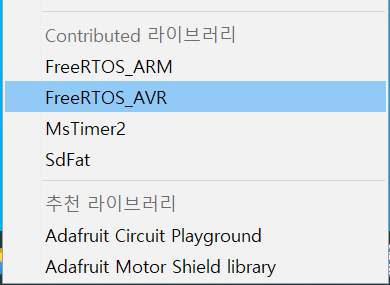 Contributed 라이브러리
FreeRTOS_ARM
FreeRTOS_AVR
MsTimer2
SdFat
추천 라이브러리
Adafruit Circuit Playground
Adafruit Motor Shield library